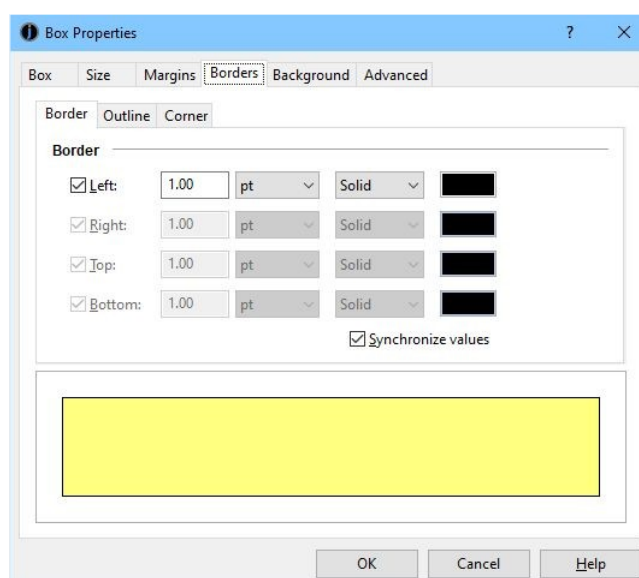 Box Properties
Box Size Margins Borders Background Advanced
Border Outline Corner
Border
Left: 1.00 pt Solid
Right: 1.00 pt Solid
Top: 1.00 pt Solid
Bottom: 1.00 pt Solid
Synchronize values
OK Cancel Help